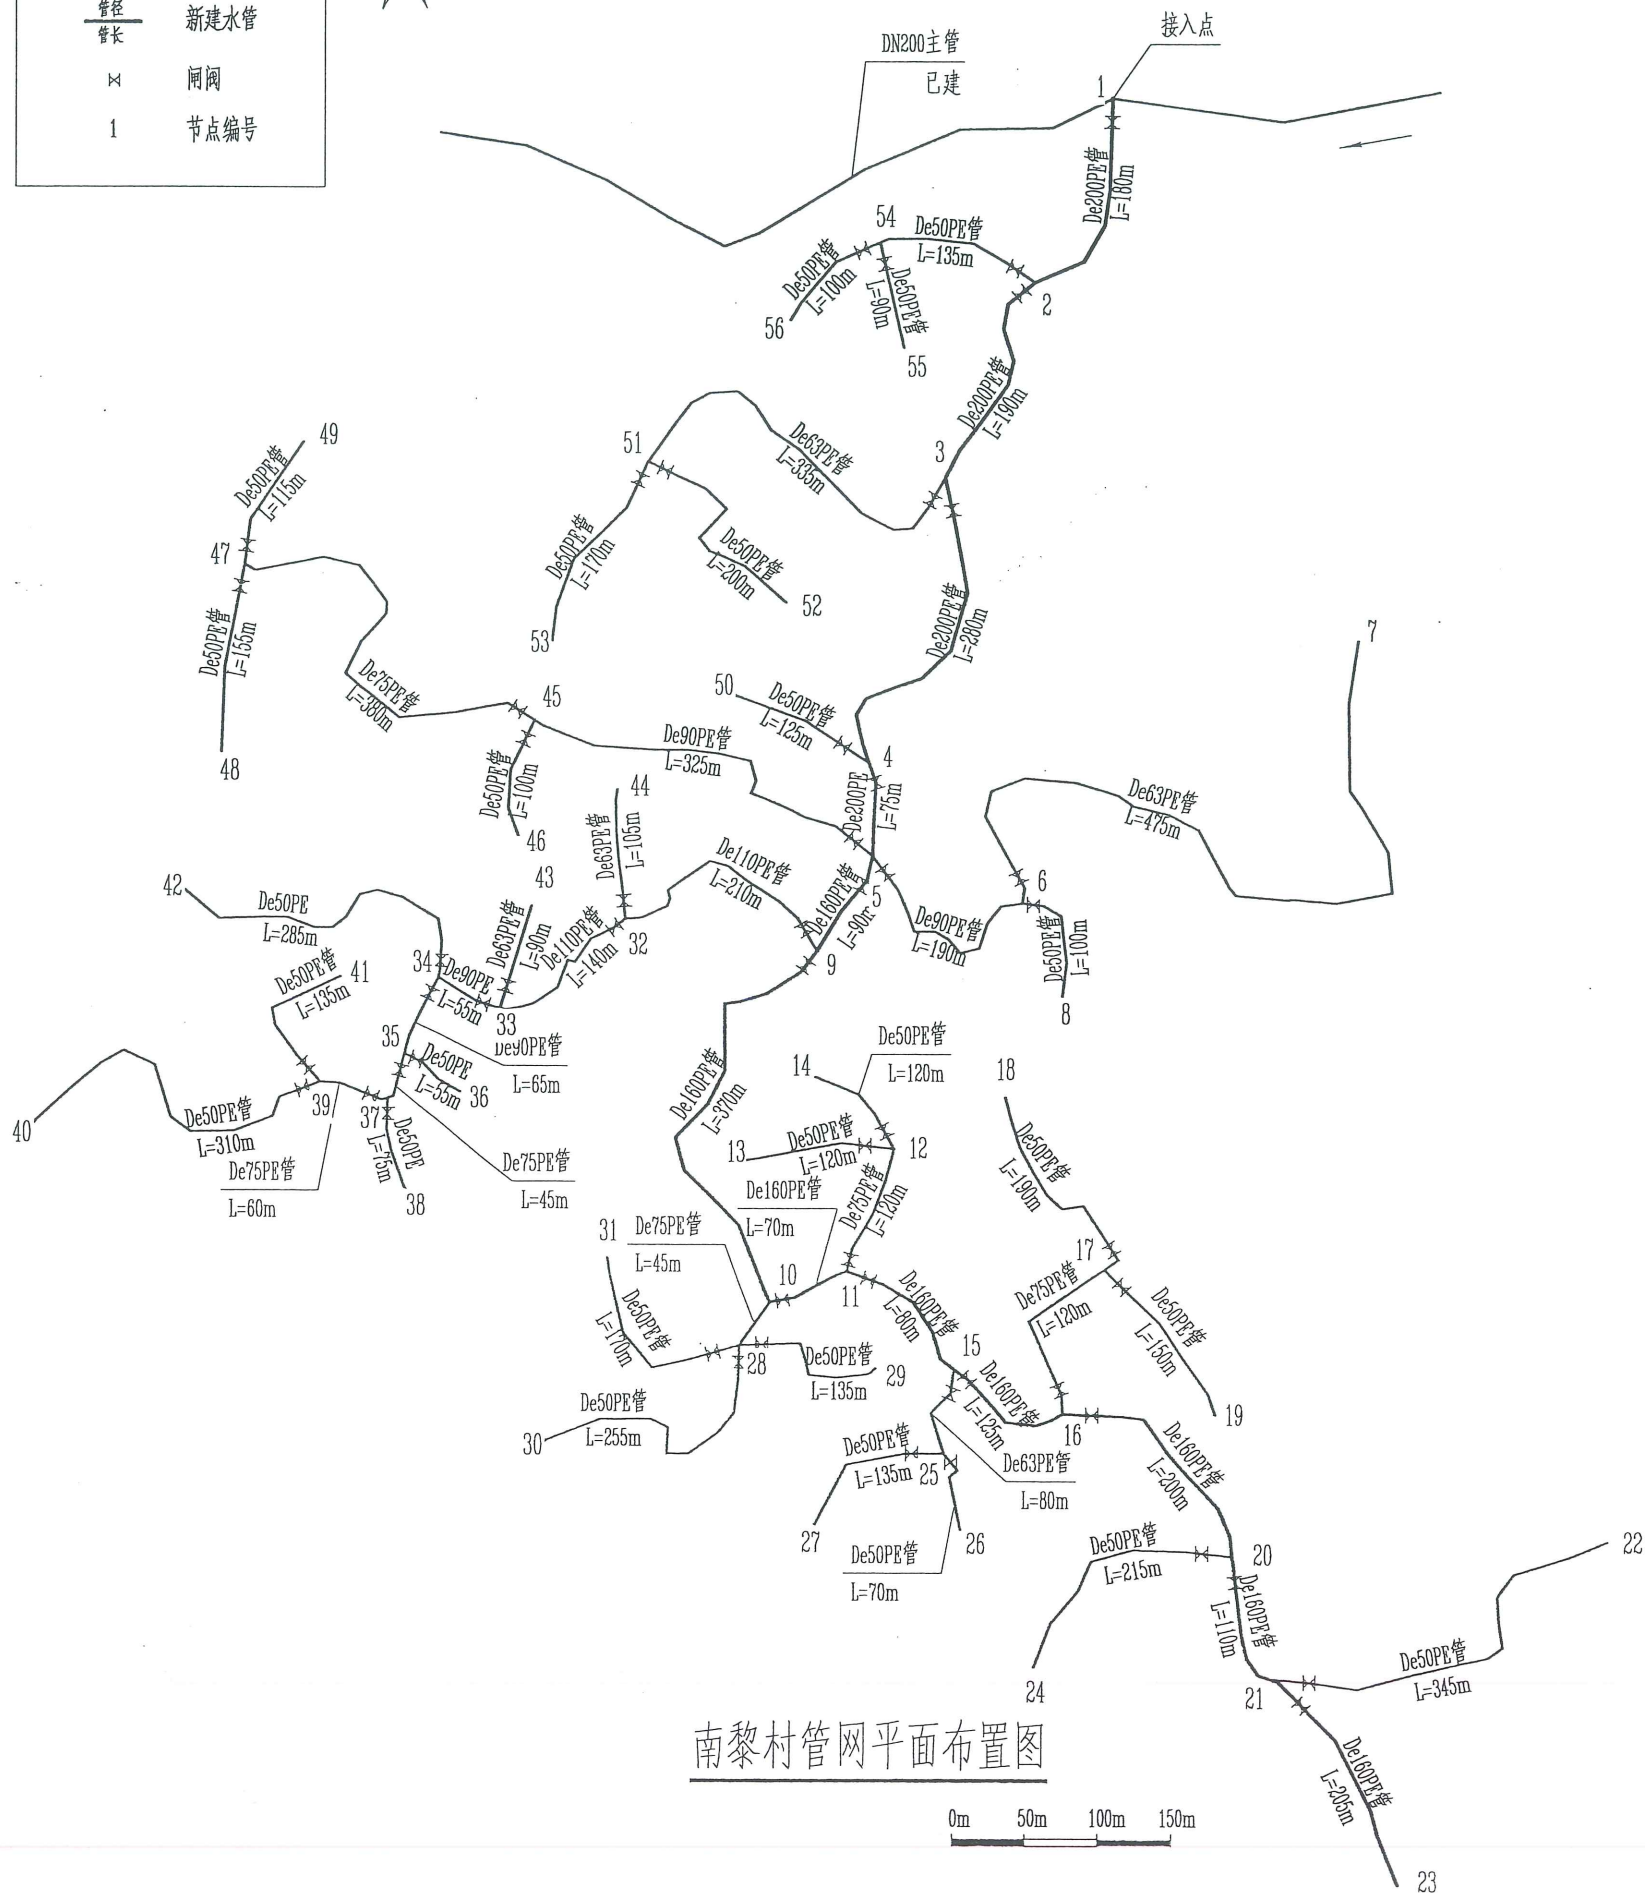 管径
管长
新建水管
闸阀
1
节点编号
接入点
DN200主管
已建
1
De200PE管
L=180m
54
De50PE管
L=135m
De50PE管
L=100m
De50PE管
L=90m
56
55
2
De200PE管
L=190m
3
49
De50PE管
L=115m
47
51
De63PE管
L=335m
De50PE管
L=170m
De50PE管
L=200m
52
53
De50PE管
L=155m
48
De200PE管
L=280m
7
De75PE管
L=380m
45
50
De50PE管
L=125m
4
De90PE管
L=325m
De200PE
L=75m
De50PE管
L=100m
46
44
De63PE管
L=105m
De63PE管
L=475m
43
42
De50PE
L=285m
De110PE管
L=210m
De160PE管
L=90m
5
6
De90PE管
L=190m
De50PE管
L=100m
8
De63PE管
L=90m
De110PE管
L=140m
32
9
34
De90PE
L=55m
33
De50PE管
L=135m
41
35
De90PE管
L=65m
De50PE
L=55m
36
40
De50PE管
L=310m
39
37
De50PE
L=75m
38
De75PE管
L=60m
De75PE管
L=45m
De160PE管
L=370m
14
De50PE管
L=120m
13
De50PE管
L=120m
12
De75PE管
L=120m
De160PE管
L=70m
18
De50PE管
L=190m
17
De75PE管
L=120m
De50PE管
L=150m
19
31
De75PE管
L=45m
10
11
De160PE管
L=80m
15
De50PE管
L=170m
28
De50PE管
L=135m
29
De50PE管
L=255m
30
De160PE管
L=125m
16
De63PE管
L=80m
De50PE管
L=135m
25
27
26
De50PE管
L=70m
De160PE管
L=200m
De50PE管
L=215m
20
22
De160PE管
L=110m
24
21
De50PE管
L=345m
De160PE管
L=205m
23
南黎村管网平面布置图
0m
50m
100m
150m